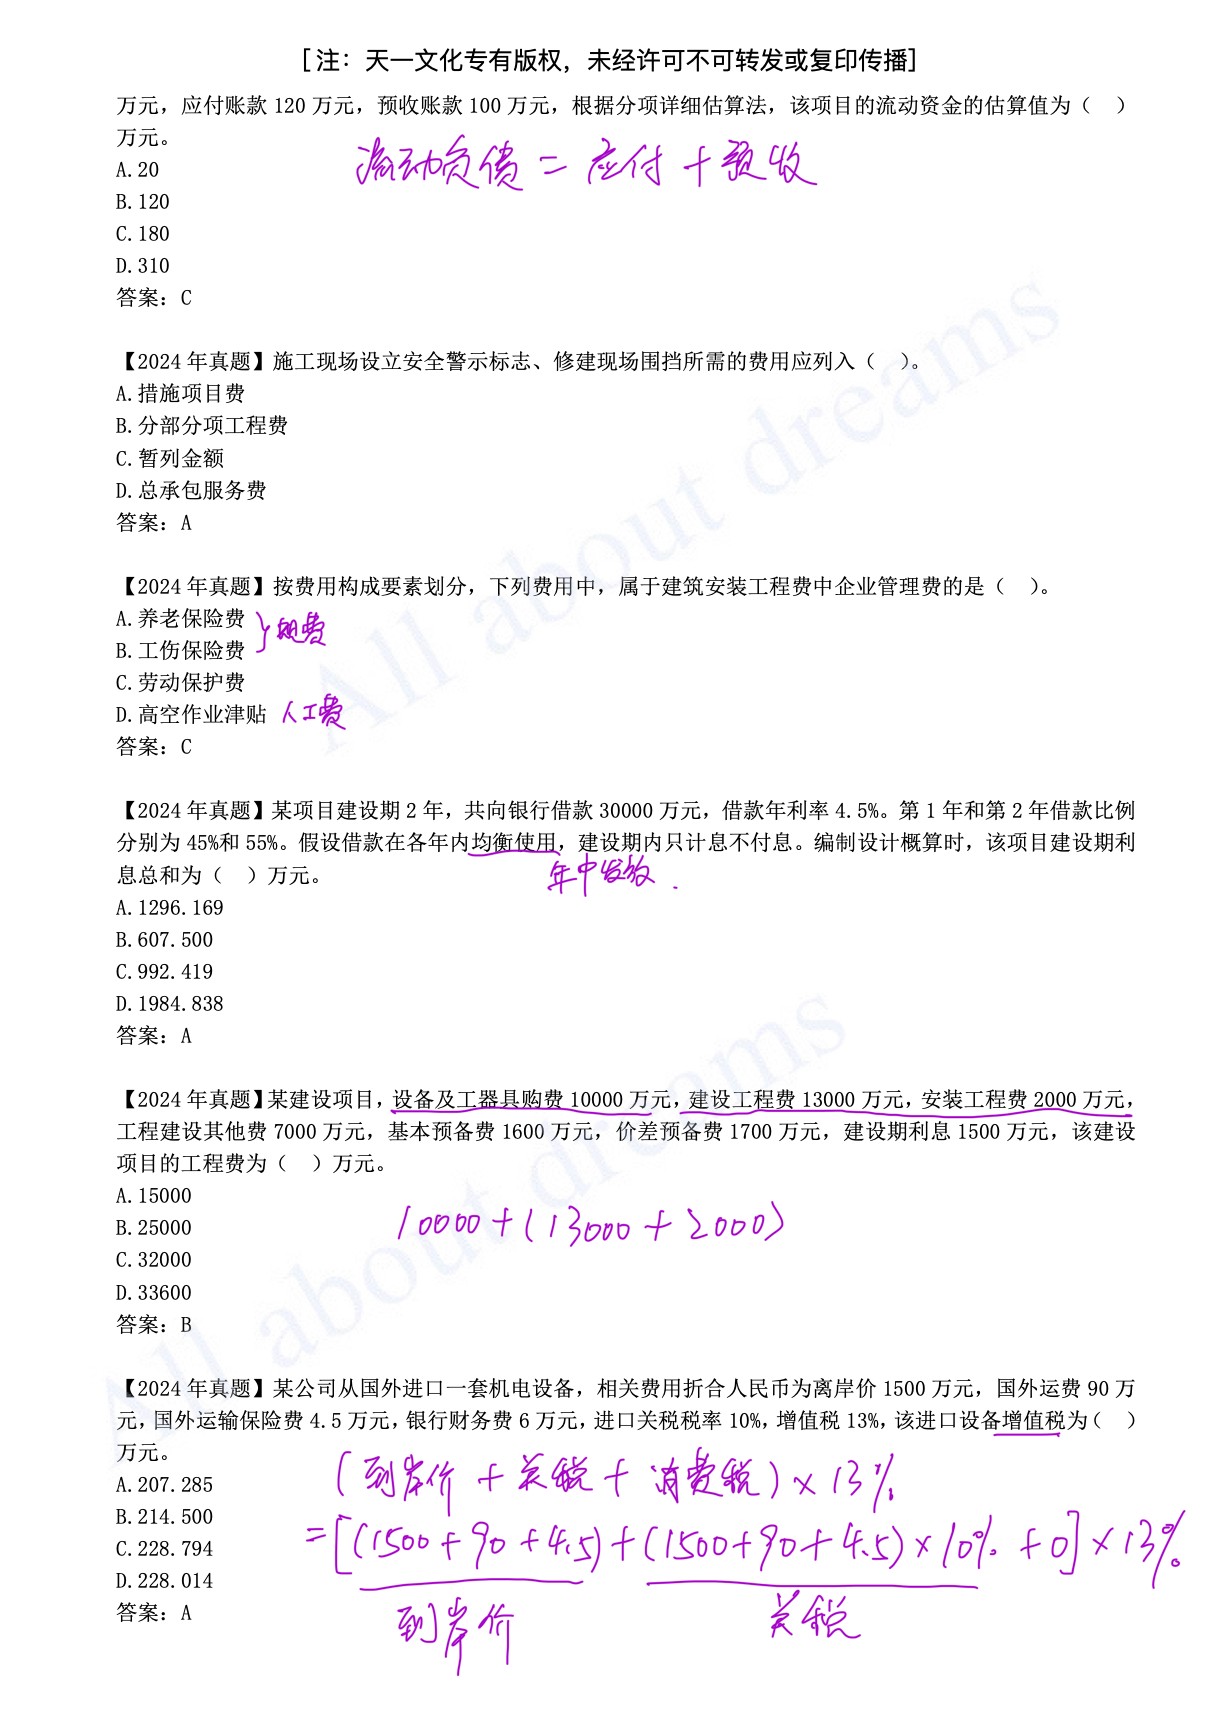 [注：天一文化专有版权，未经许可不可转发或复印传播]
万元，应付账款 120 万元，预收账款 100 万元，根据分项详细估算法，该项目的流动资金的估算值为（ ）
万元。
流动负债 = 应付 + 预收
A.20
B.120
C.180
D.310
答案：C
【2024 年真题】施工现场设立安全警示标志、修建现场围挡所需的费用应列入（ ）。
A.措施项目费
B.分部分项工程费
C.暂列金额
D.总承包服务费
答案：A
【2024 年真题】按费用构成要素划分，下列费用中，属于建筑安装工程费中企业管理费的是（ ）。
A.养老保险费
规费
B.工伤保险费
C.劳动保护费
D.高空作业津贴 人工费
答案：C
【2024 年真题】某项目建设期 2 年，共向银行借款 30000 万元，借款年利率 4.5%。第 1 年和第 2 年借款比例
分别为 45%和 55%。假设借款在各年内均衡使用，建设期内只计息不付息。编制设计概算时，该项目建设期利
息总和为（ ）万元。
年中发放.
A.1296.169
B.607.500
C.992.419
D.1984.838
答案：A
【2024 年真题】某建设项目，设备及工器具购费 10000 万元，建设工程费 13000 万元，安装工程费 2000 万元，
工程建设其他费 7000 万元，基本预备费 1600 万元，价差预备费 1700 万元，建设期利息 1500 万元，该建设
项目的工程费为（ ）万元。
A.15000
10000+(13000+2000)
B.25000
C.32000
D.33600
答案：B
【2024 年真题】某公司从国外进口一套机电设备，相关费用折合人民币为离岸价 1500 万元，国外运费 90 万
元，国外运输保险费 4.5 万元，银行财务费 6 万元，进口关税税率 10%，增值税 13%，该进口设备增值税为（ ）
万元。
(到岸价 + 关税 + 消费税) × 13%
A.207.285
B.214.500
=[(1500+90+4.5)+(1500+90+4.5)×10%+0]×13%
C.228.794
D.228.014
答案：A
到岸价 关税
All about dreams
All about dreams